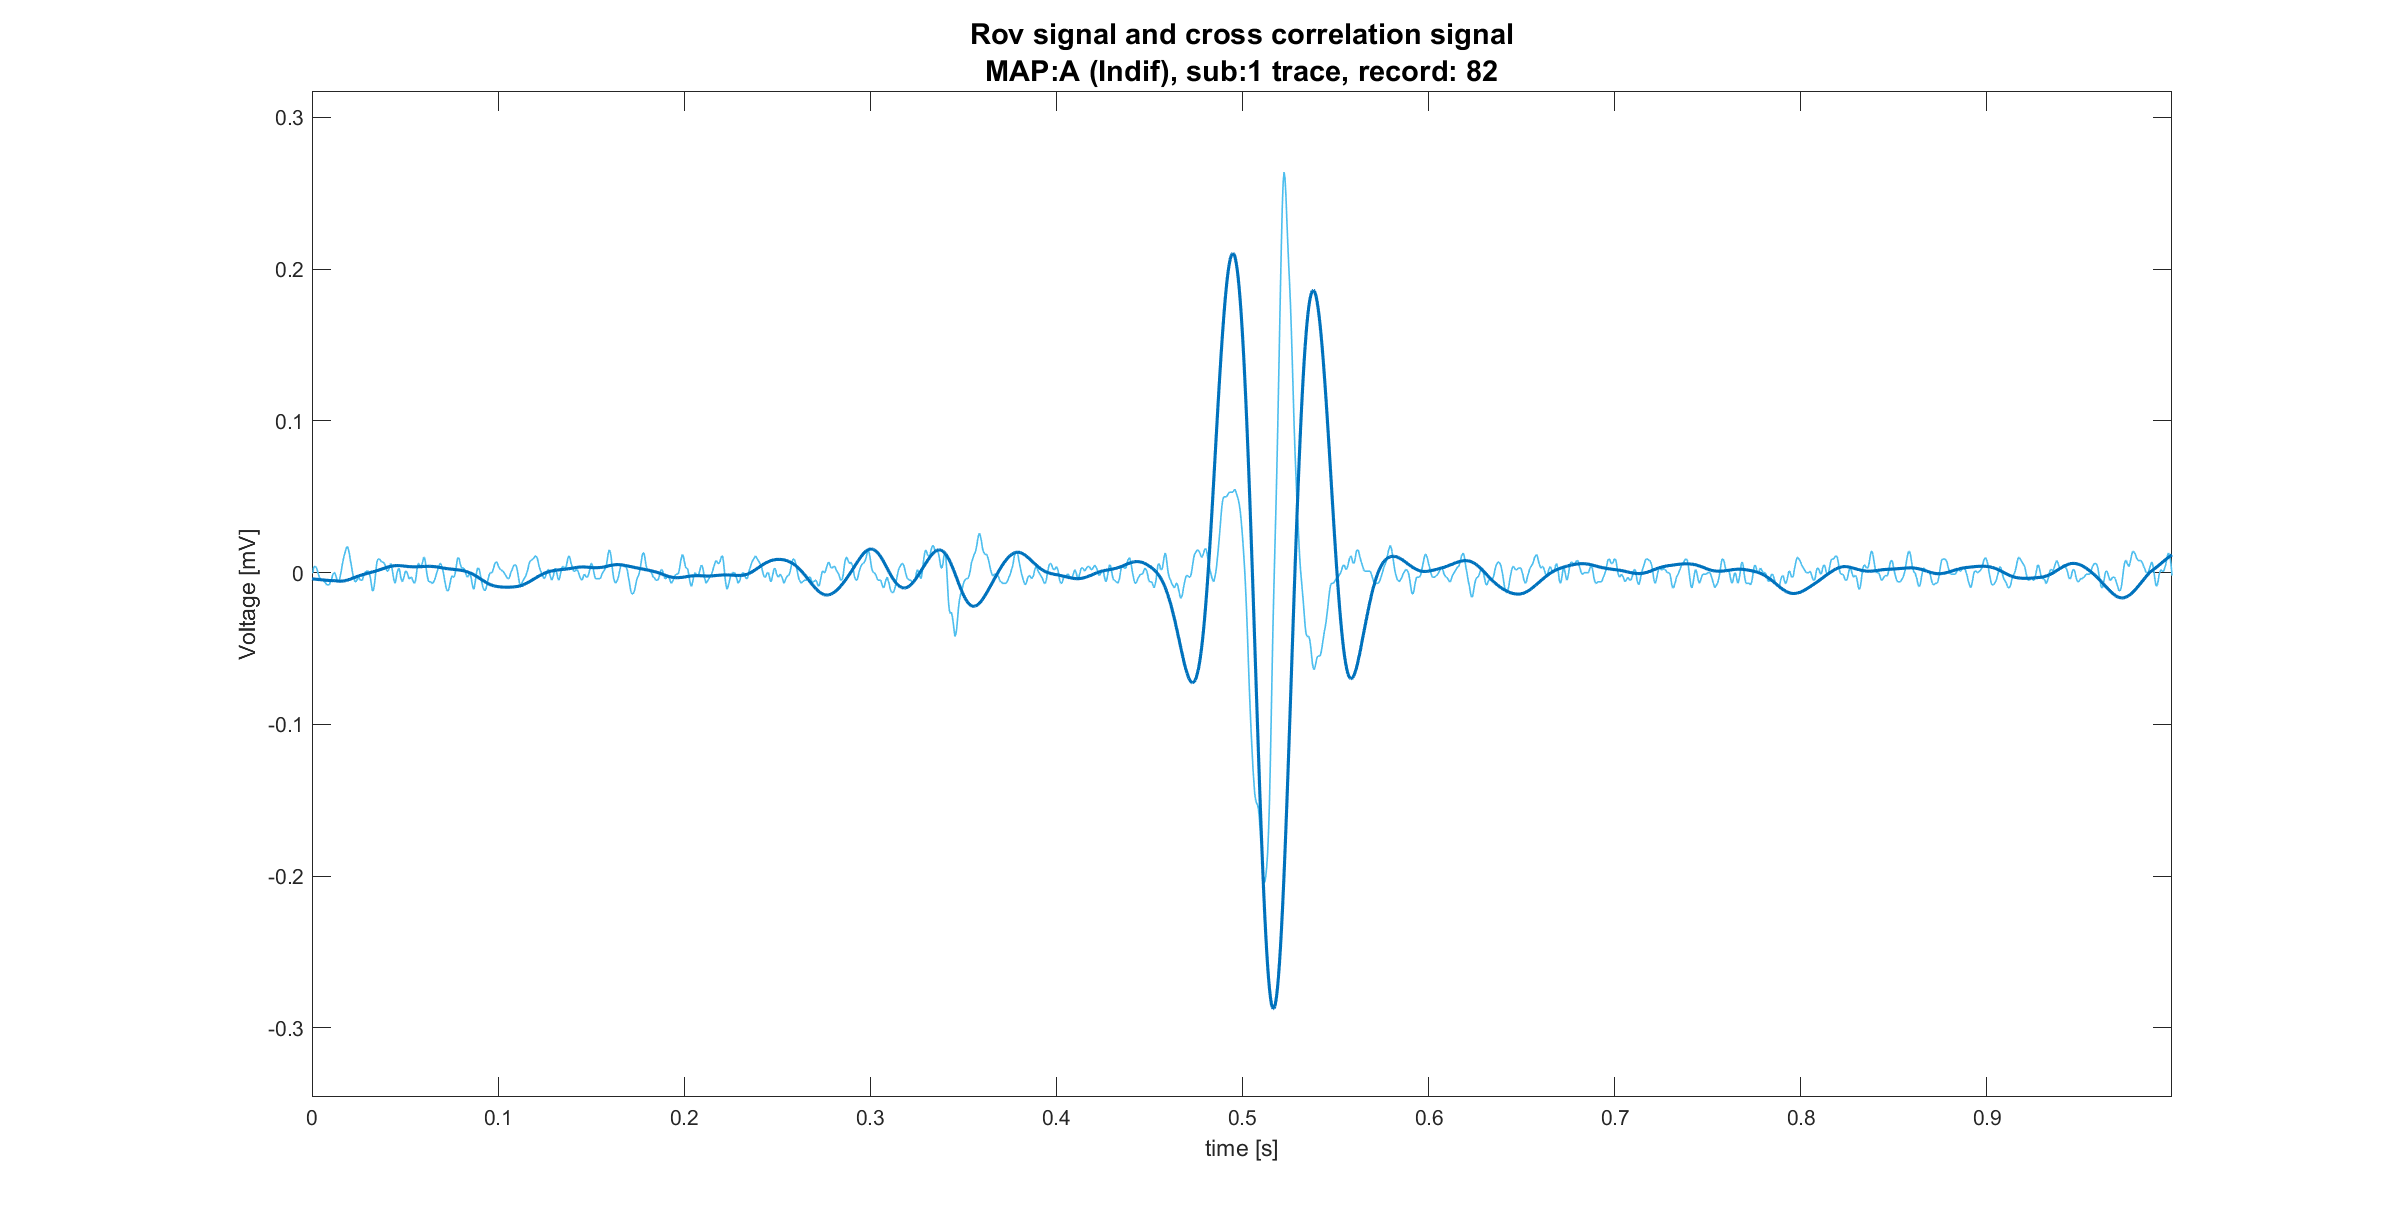 Rov signal and cross correlation signal
MAP:A (Indif), sub:1 trace, record: 82
0.3
0.2
0.1
0
-0.1
-0.2
-0.3
Voltage [mV]
0 0.1 0.2 0.3 0.4 0.5 0.6 0.7 0.8 0.9
time [s]